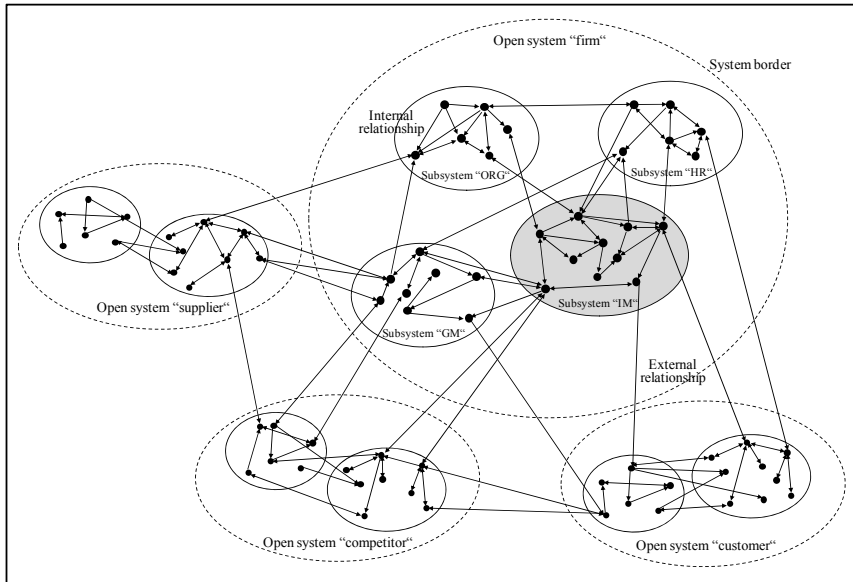 Open system “firm“
System border
Internal
relationship
Subsystem “ORG“
Subsystem “HR“
Open system “supplier“
Subsystem “IM“
Subsystem “GM“
External
relationship
Open system “competitor“
Open system “customer“